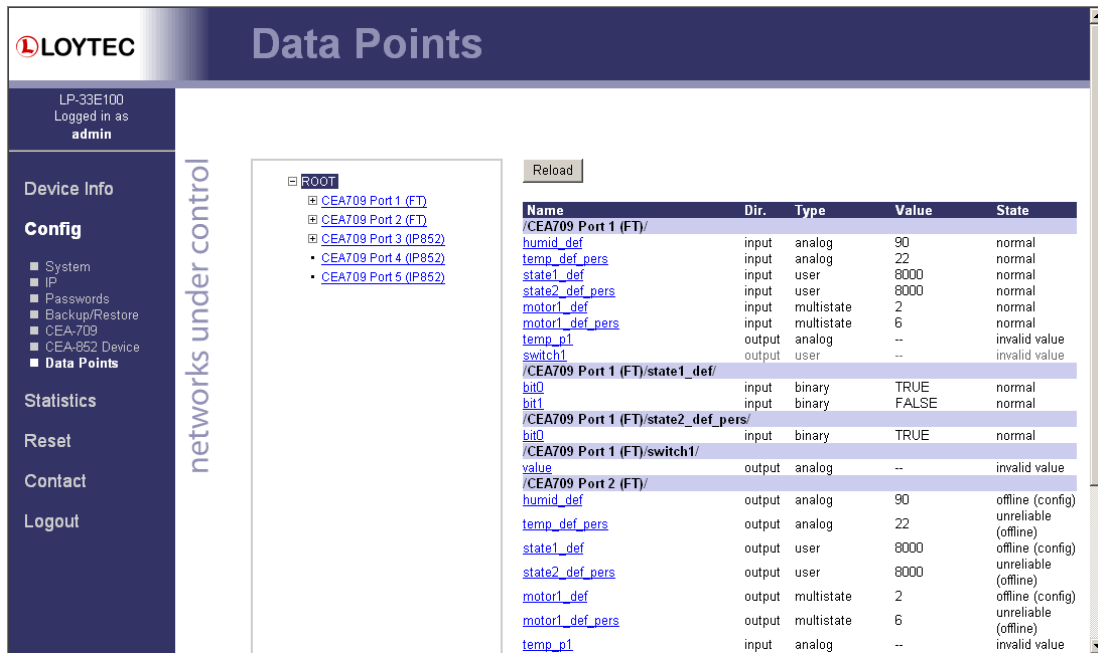 LOYTEC
Data Points
LP-33E100
Logged in as
admin
Device Info
Config
System
IP
Passwords
Backup/Restore
CEA-709
CEA-852 Device
Data Points
Statistics
Reset
Contact
Logout
networks under control
ROOT
CEA709 Port 1 (FT)
CEA709 Port 2 (FT)
CEA709 Port 3 (IP852)
CEA709 Port 4 (IP852)
CEA709 Port 5 (IP852)
Reload
Name Dir. Type Value State
/CEA709 Port 1 (FT)/
humid_def input analog 90 normal
temp_def_pers input analog 22 normal
state1_def input user 8000 normal
state2_def_pers input user 8000 normal
motor1_def input multistate 2 normal
motor1_def_pers input multistate 6 normal
temp_p1 output analog -- invalid value
switch1 output user -- invalid value
/CEA709 Port 1 (FT)/state1_def/
bit0 input binary TRUE normal
bit1 input binary FALSE normal
/CEA709 Port 1 (FT)/state2_def_pers/
bit0 input binary TRUE normal
/CEA709 Port 1 (FT)/switch1/
value output analog -- invalid value
/CEA709 Port 2 (FT)/
humid_def output analog 90 offline (config)
temp_def_pers output analog 22 unreliable (offline)
state1_def output user 8000 offline (config)
state2_def_pers output user 8000 unreliable (offline)
motor1_def output multistate 2 offline (config)
motor1_def_pers output multistate 6 unreliable (offline)
temp_p1 input analog -- invalid value